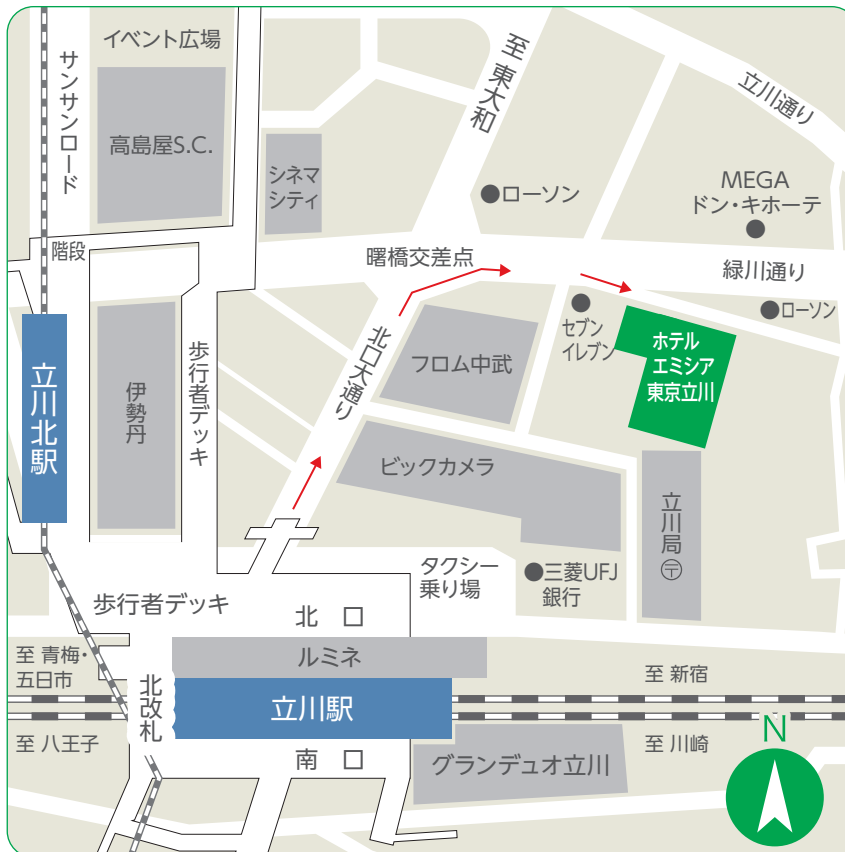 イベント広場
サンサンロード
高島屋S.C.
シネマ
シティ
至 東大和
立川通り
ローソン
MEGA
ドン・キホーテ
階段
曙橋交差点
緑川通り
ローソン
セブン
イレブン
ホテル
エミシア
東京立川
北口大通り
フロム中武
立川北駅
伊勢丹
歩行者デッキ
ビックカメラ
立川局〒
タクシー
乗り場
三菱UFJ
銀行
歩行者デッキ
北 口
ルミネ
至 青梅・
五日市
北改札
至 新宿
立川駅
至 八王子
南 口
グランデュオ立川
至 川崎
N